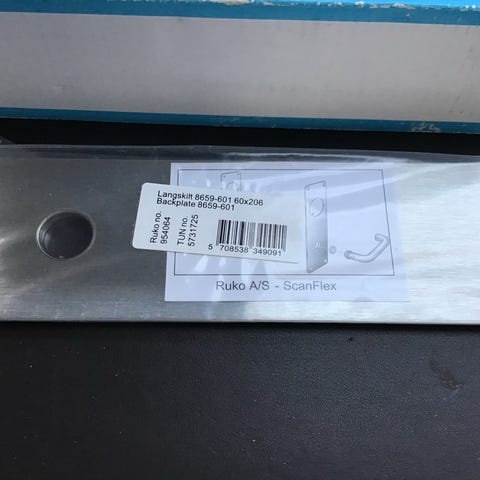 Langskilt 8659-601 60x206
Backplate 8659-601
Ruko no.
954064
TUN no.
5731725
5 708538 349091
Ruko A/S - ScanFlex